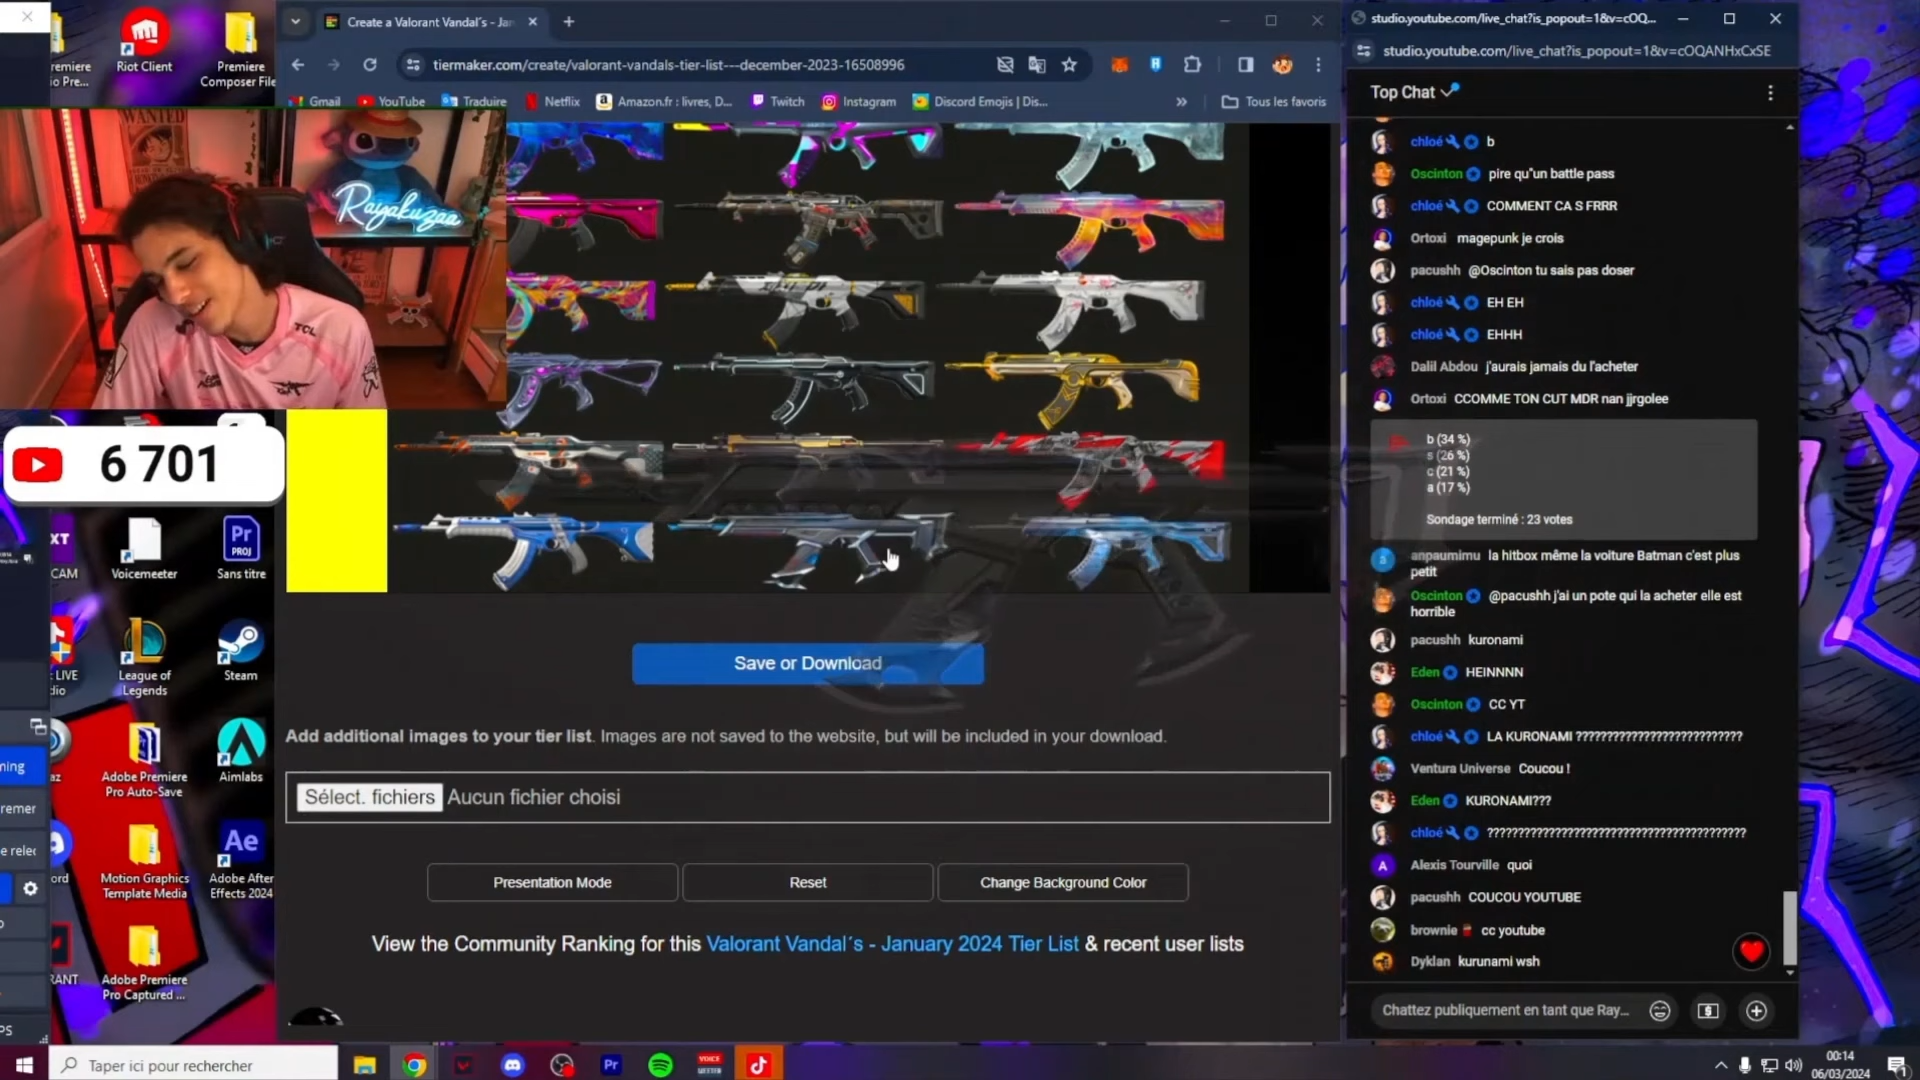 Riot Client
Premiere
Composer File
WANTED
Rayakuzaa
TCL
6 701
Voicemeeter
Sans titre
League of
Legends
Steam
Adobe Premiere
Pro Auto-Save
Aimlabs
Motion Graphics
Template Media
Adobe After
Effects 2024
Adobe Premiere
Pro Captured ...
Taper ici pour rechercher
Create a Valorant Vandal´s - Jan
tiermaker.com/create/valorant-vandals-tier-list---december-2023-16508996
Gmail
YouTube
Traduire
Netflix
Amazon.fr : livres, D...
Twitch
Instagram
Discord Emojis | Dis...
Tous les favoris
Save or Download
Add additional images to your tier list. Images are not saved to the website, but will be included in your download.
Sélect. fichiers Aucun fichier choisi
Presentation Mode
Reset
Change Background Color
View the Community Ranking for this Valorant Vandal´s - January 2024 Tier List & recent user lists
studio.youtube.com/live_chat?is_popout=1&v=cOQ...
studio.youtube.com/live_chat?is_popout=1&v=cOQANHxCxSE
Top Chat
chloé b
Oscinton pire qu"un battle pass
chloé COMMENT CA S FRRR
Ortoxi magepunk je crois
pacushh @Oscinton tu sais pas doser
chloé EH EH
chloé EHHH
Dalil Abdou j'aurais jamais du l'acheter
Ortoxi CCOMME TON CUT MDR nan jjrgolee
b (34 %)
s (26 %)
c (21 %)
a (17 %)
Sondage terminé : 23 votes
anpaumimu la hitbox même la voiture Batman c'est plus
petit
Oscinton @pacushh j'ai un pote qui la acheter elle est
horrible
pacushh kuronami
Eden HEINNNN
Oscinton CC YT
chloé LA KURONAMI ???????????????????????????
Ventura Universe Coucou !
Eden KURONAMI???
chloé ??????????????????????????????????????????
Alexis Tourville quoi
pacushh COUCOU YOUTUBE
brownie cc youtube
Dyklan kurunami wsh
Chattez publiquement en tant que Ray...
00:14
06/03/2024